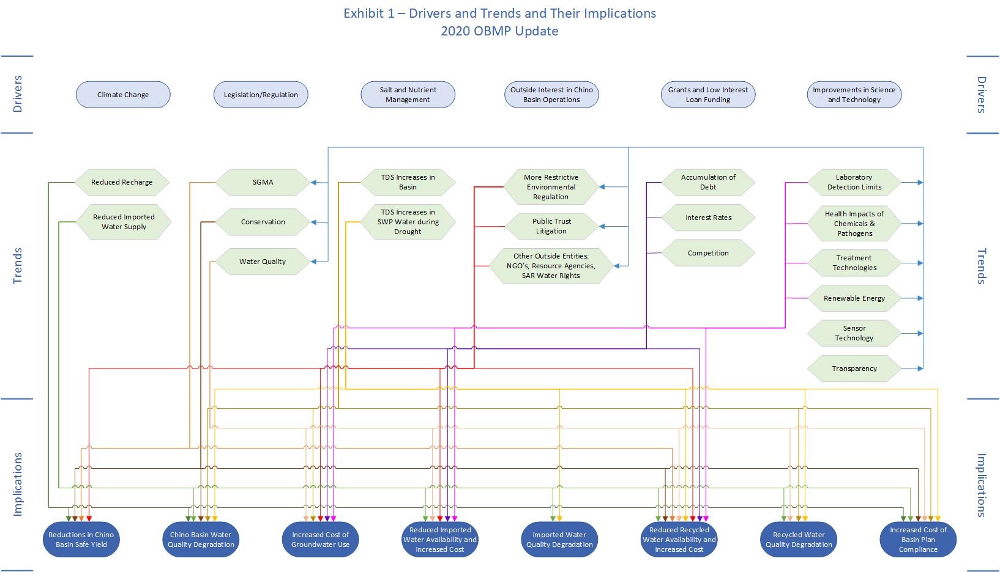 Exhibit 1 – Drivers and Trends and Their Implications
2020 OBMP Update
Drivers
Climate Change
Legislation/Regulation
Salt and Nutrient
Management
Outside Interest in Chino
Basin Operations
Grants and Low Interest
Loan Funding
Improvements in Science
and Technology
Drivers
Trends
Reduced Recharge
Reduced Imported
Water Supply
SGMA
Conservation
Water Quality
TDS Increases in
Basin
TDS Increases in
SWP Water during
Drought
More Restrictive
Environmental
Regulation
Public Trust
Litigation
Other Outside Entities:
NGO's, Resource Agencies,
SAR Water Rights
Accumulation of
Debt
Interest Rates
Competition
Laboratory
Detection Limits
Health Impacts of
Chemicals &
Pathogens
Treatment
Technologies
Renewable Energy
Sensor
Technology
Transparency
Trends
Implications
Reductions in Chino
Basin Safe Yield
Chino Basin Water
Quality Degradation
Increased Cost of
Groundwater Use
Reduced Imported
Water Availability and
Increased Cost
Imported Water
Quality Degradation
Reduced Recycled
Water Availability and
Increased Cost
Recycled Water
Quality Degradation
Increased Cost of
Basin Plan
Compliance
Implications